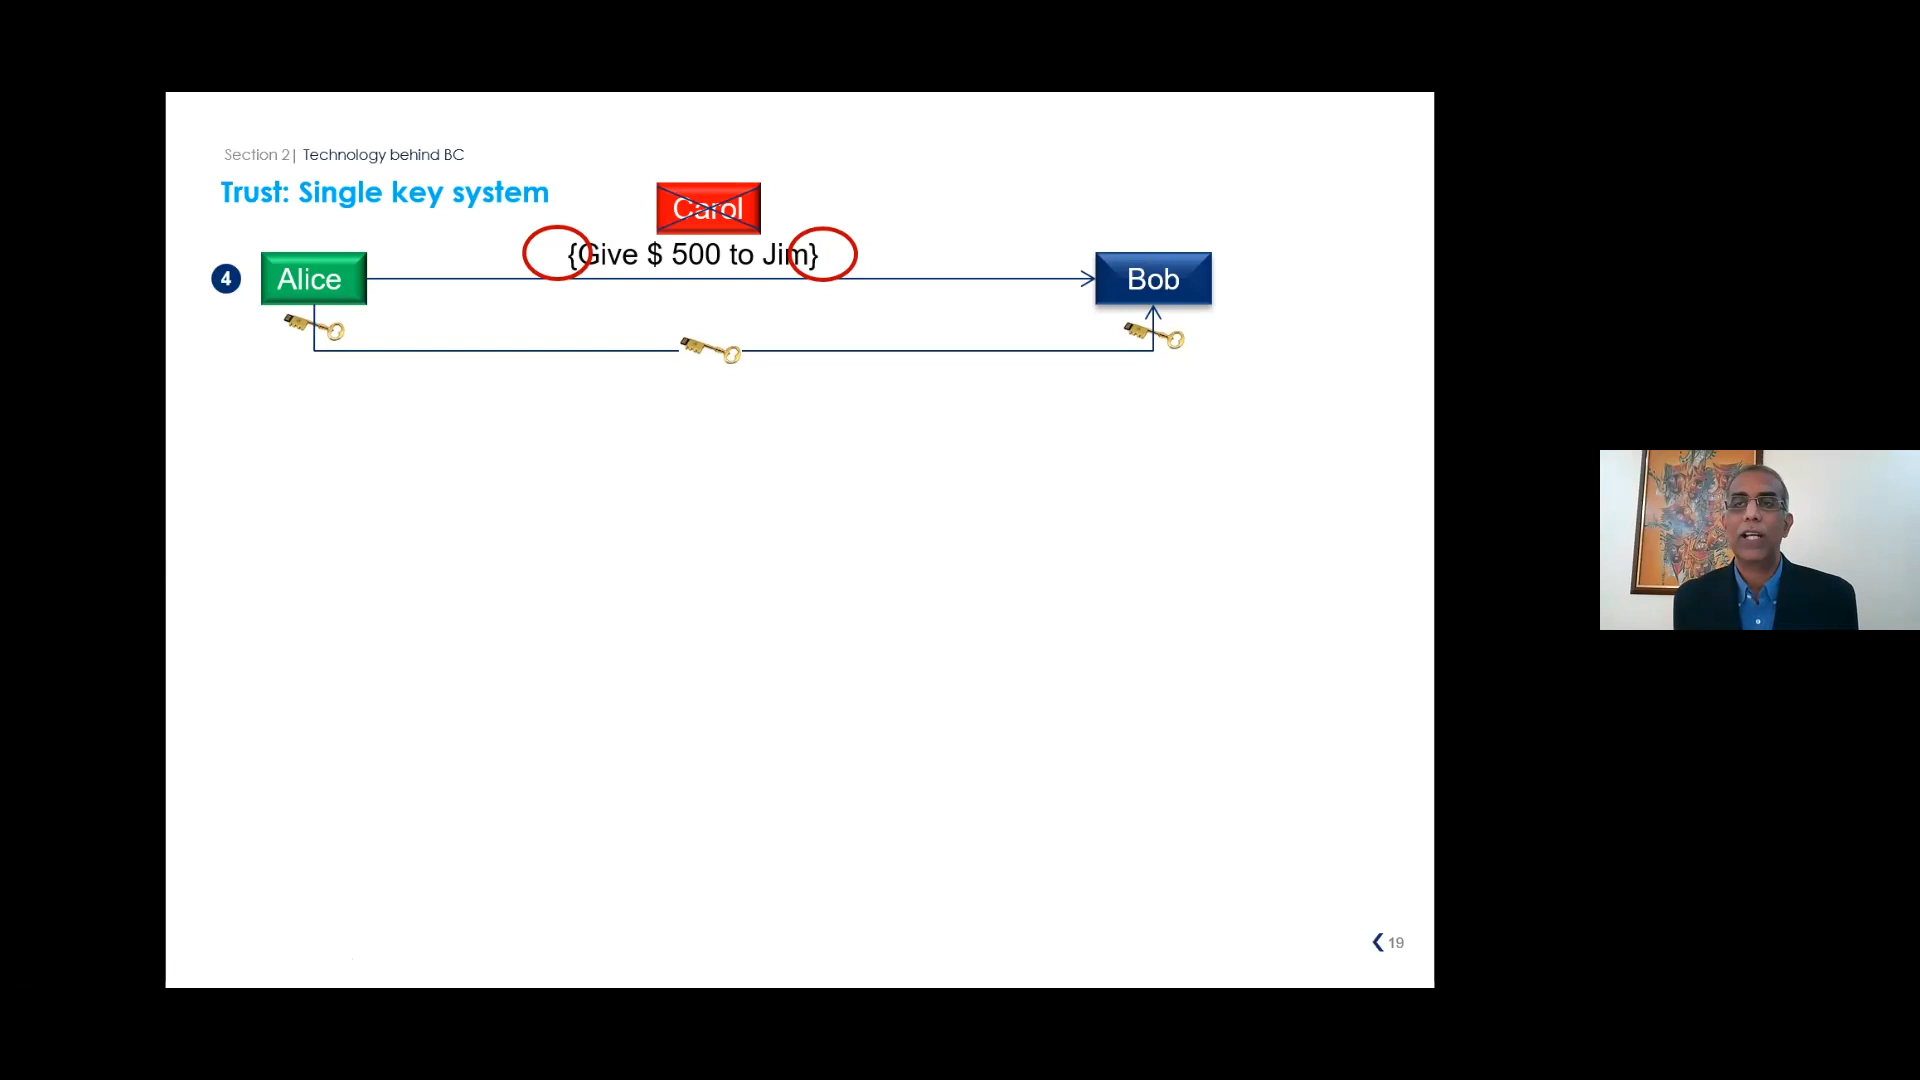 Section 2| Technology behind BC
Trust: Single key system
Carol
{Give $ 500 to Jim}
4
Alice
Bob
19